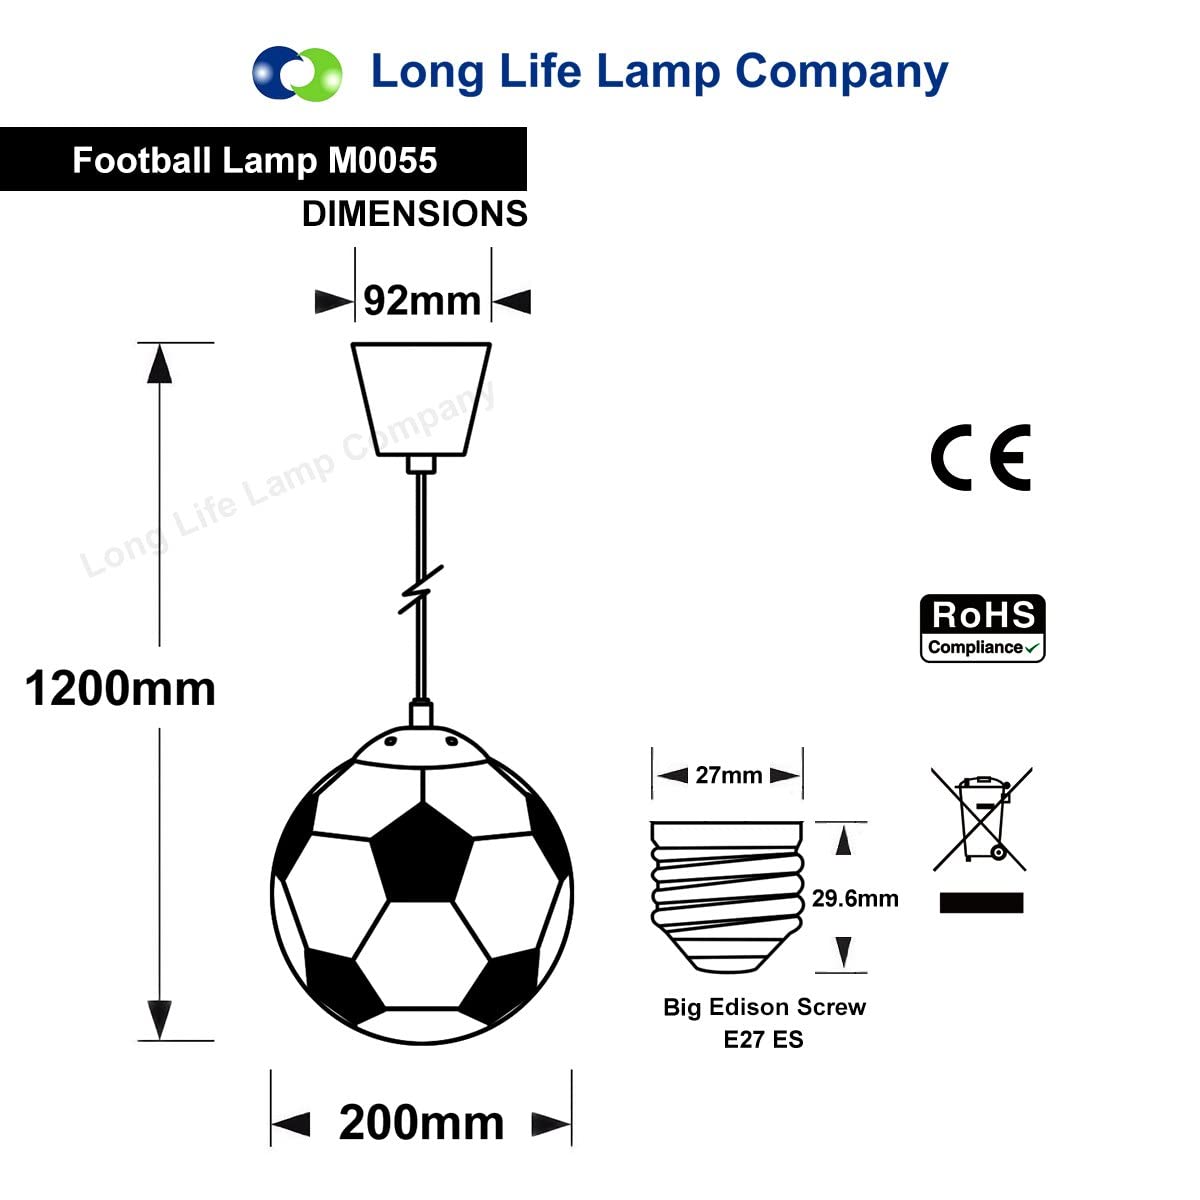 Long Life Lamp Company
Football Lamp M0055
DIMENSIONS
92mm
Long Life Lamp Company
CE
RoHS
Compliance
1200mm
27mm
29.6mm
Big Edison Screw
E27 ES
200mm